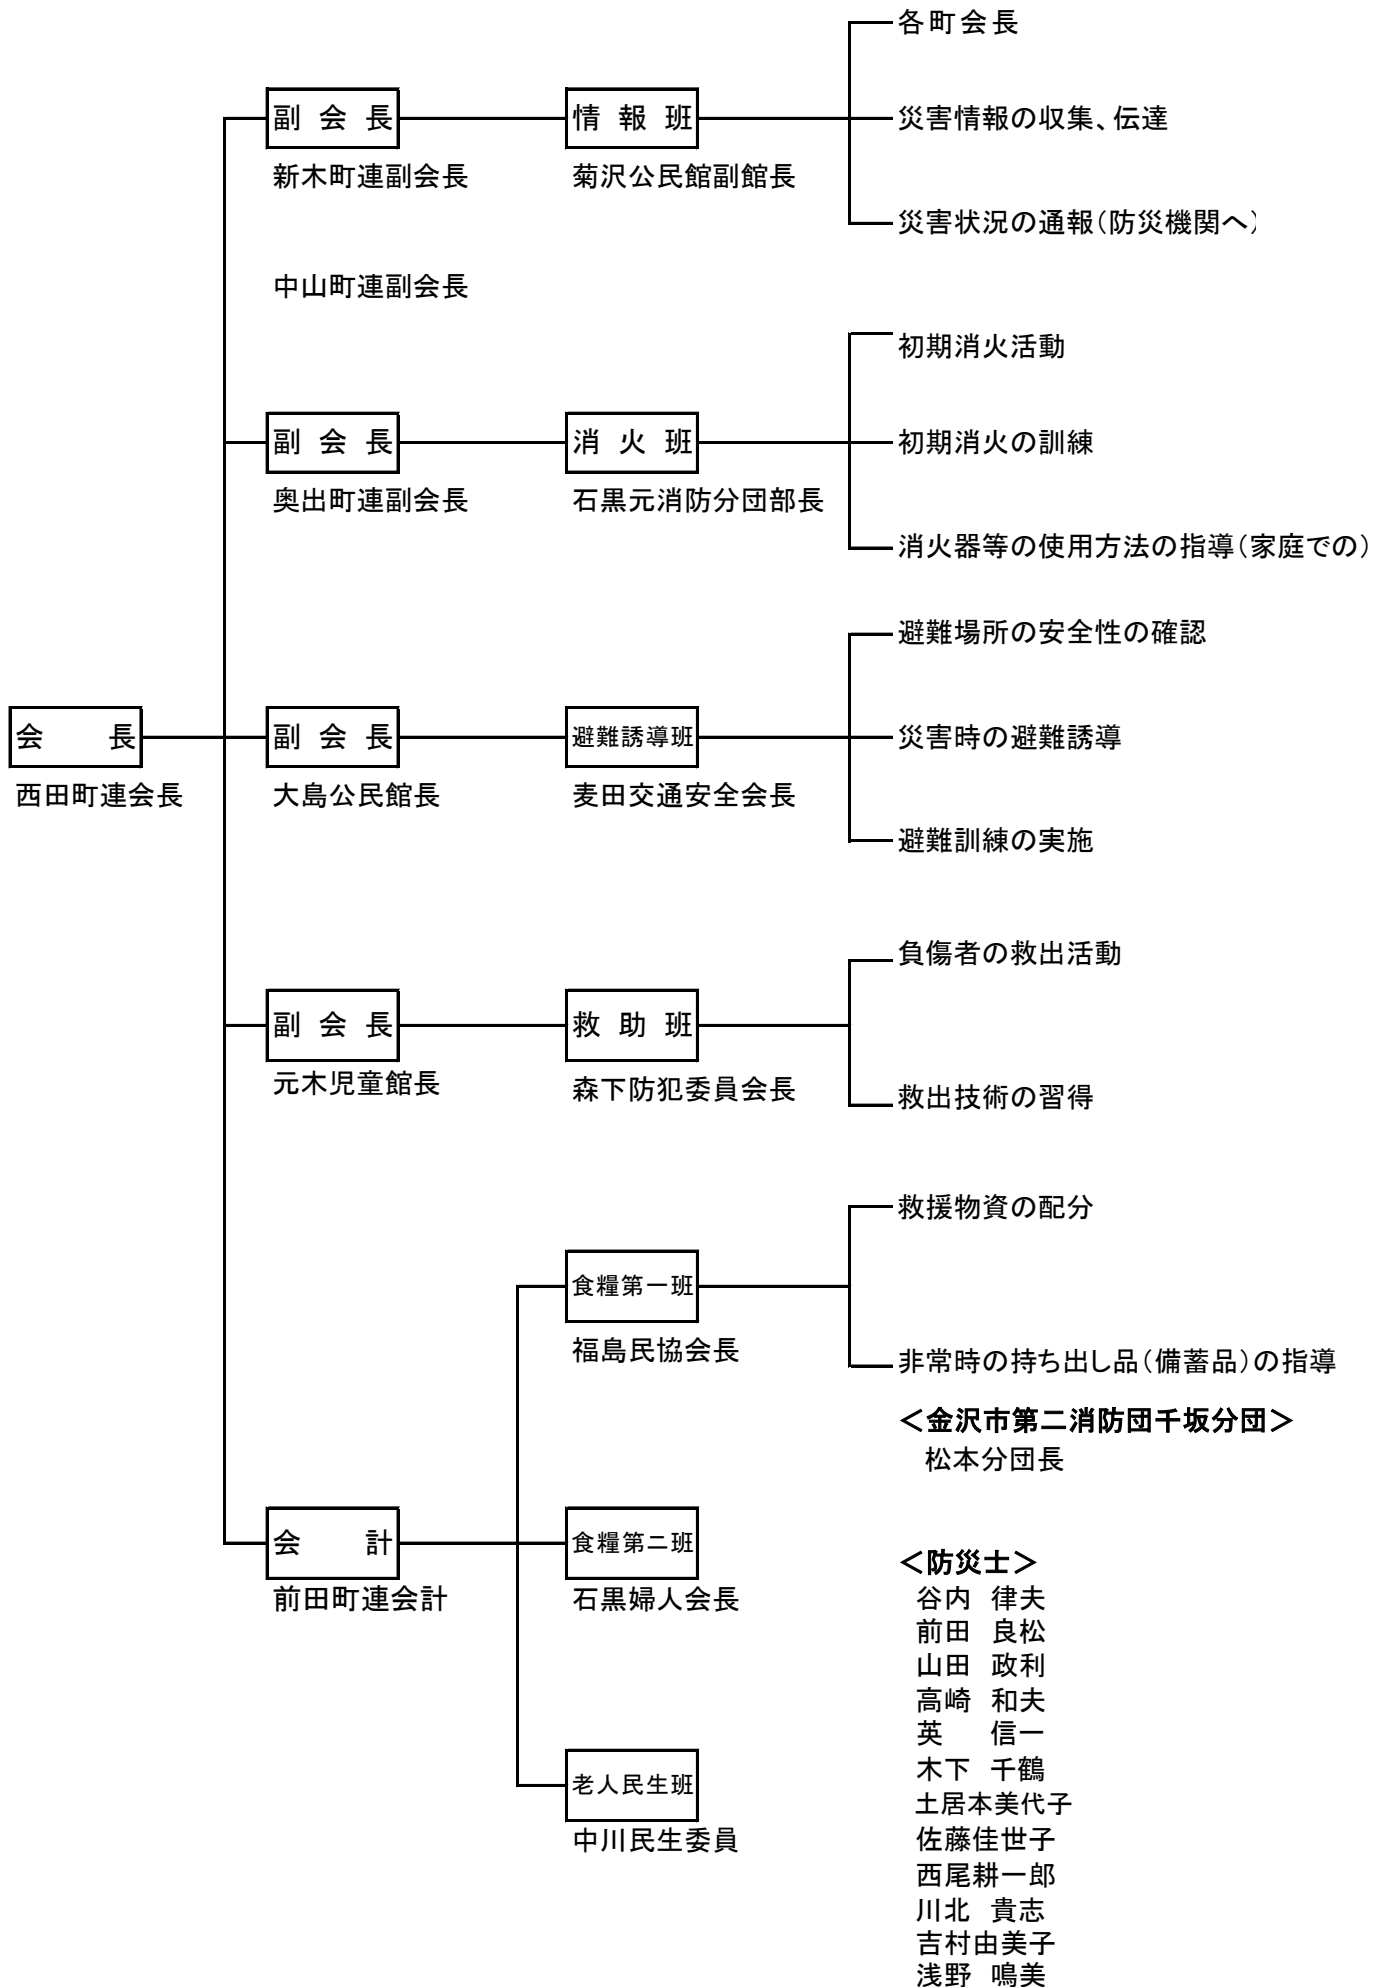 各町会長
副 会 長
情 報 班
災害情報の収集、伝達
新木町連副会長
菊沢公民館副館長
災害状況の通報(防災機関へ)
中山町連副会長
初期消火活動
副 会 長
消 火 班
初期消火の訓練
奥出町連副会長
石黒元消防分団部長
消火器等の使用方法の指導(家庭での)
避難場所の安全性の確認
会 長
副 会 長
避難誘導班
災害時の避難誘導
西田町連会長
大島公民館長
麦田交通安全会長
避難訓練の実施
負傷者の救出活動
副 会 長
救 助 班
元木児童館長
森下防犯委員会長
救出技術の習得
救援物資の配分
食糧第一班
福島民協会長
非常時の持ち出し品(備蓄品)の指導
<金沢市第二消防団千坂分団>
松本分団長
会 計
食糧第二班
前田町連会計
石黒婦人会長
<防災士>
谷内 律夫
前田 良松
山田 政利
高崎 和夫
英 信一
木下 千鶴
土居本美代子
佐藤佳世子
西尾耕一郎
川北 貴志
吉村由美子
浅野 鳴美
老人民生班
中川民生委員